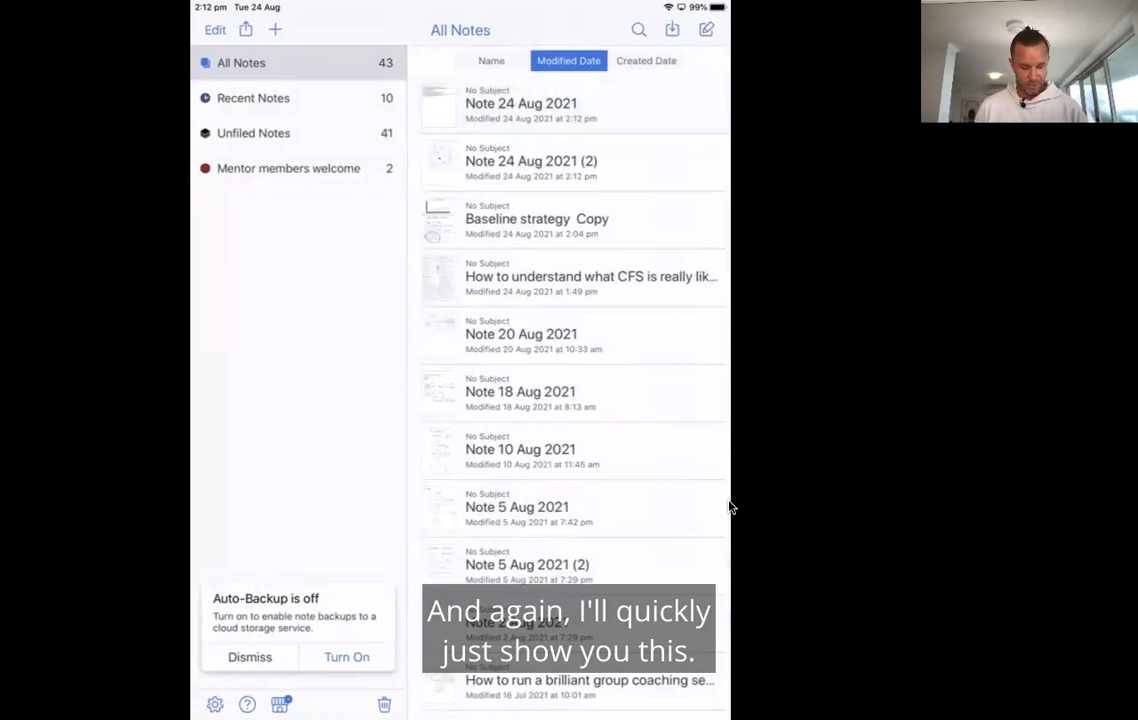 2:12 pm Tue 24 Aug
99%
Edit
All Notes
All Notes 43
Recent Notes 10
Unfiled Notes 41
Mentor members welcome 2
Name Modified Date Created Date
No Subject
Note 24 Aug 2021
Modified 24 Aug 2021 at 2:12 pm
No Subject
Note 24 Aug 2021 (2)
Modified 24 Aug 2021 at 2:12 pm
No Subject
Baseline strategy Copy
Modified 24 Aug 2021 at 2:04 pm
No Subject
How to understand what CFS is really lik...
Modified 24 Aug 2021 at 1:49 pm
No Subject
Note 20 Aug 2021
Modified 20 Aug 2021 at 10:33 am
No Subject
Note 18 Aug 2021
Modified 18 Aug 2021 at 8:13 am
No Subject
Note 10 Aug 2021
Modified 10 Aug 2021 at 11:45 am
No Subject
Note 5 Aug 2021
Modified 5 Aug 2021 at 7:42 pm
No Subject
Note 5 Aug 2021 (2)
Modified 5 Aug 2021 at 7:29 pm
How to run a brilliant group coaching se...
Modified 16 Jul 2021 at 10:01 am
Auto-Backup is off
Turn on to enable note backups to a
cloud storage service.
Dismiss Turn On
And again, I'll quickly
just show you this.